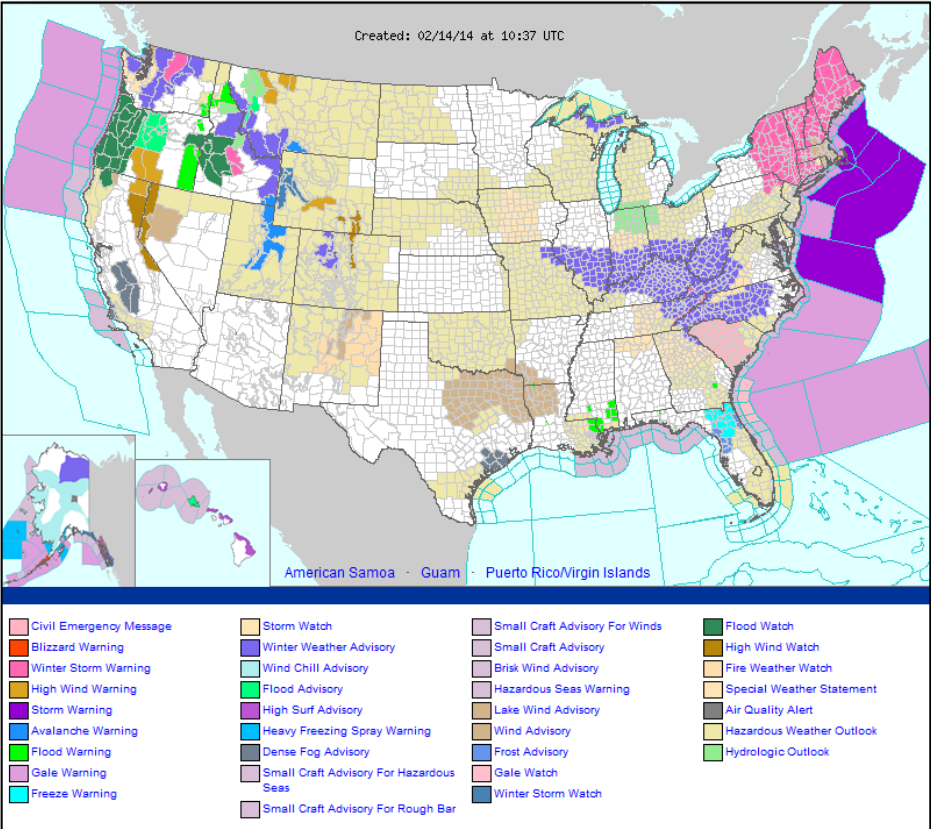 Created: 02/14/14 at 10:37 UTC
American Samoa · Guam · Puerto Rico/Virgin Islands
Civil Emergency Message
Blizzard Warning
Winter Storm Warning
High Wind Warning
Storm Warning
Avalanche Warning
Flood Warning
Gale Warning
Freeze Warning
Storm Watch
Winter Weather Advisory
Wind Chill Advisory
Flood Advisory
High Surf Advisory
Heavy Freezing Spray Warning
Dense Fog Advisory
Small Craft Advisory For Hazardous
Seas
Small Craft Advisory For Rough Bar
Small Craft Advisory For Winds
Small Craft Advisory
Brisk Wind Advisory
Hazardous Seas Warning
Lake Wind Advisory
Wind Advisory
Frost Advisory
Gale Watch
Winter Storm Watch
Flood Watch
High Wind Watch
Fire Weather Watch
Special Weather Statement
Air Quality Alert
Hazardous Weather Outlook
Hydrologic Outlook